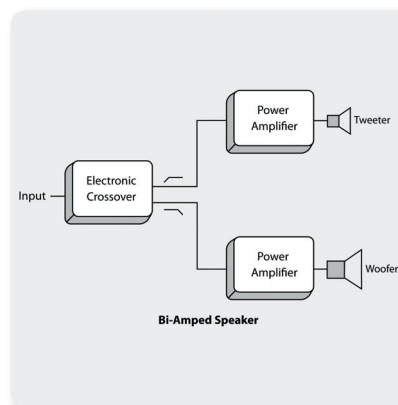 Power
Amplifier
Tweeter
Electronic
Crossover
Input
Power
Amplifier
Woofer
Bi-Amped Speaker